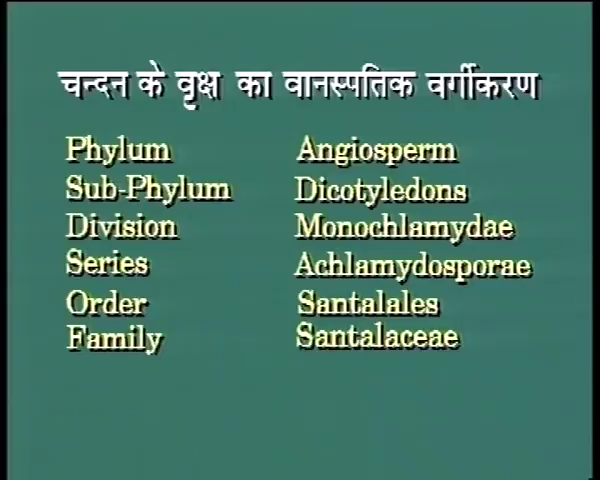 चन्दन के वृक्ष का वानस्पतिक वर्गीकरण
Phylum Angiosperm
Sub-Phylum Dicotyledons
Division Monochlamydae
Series Achlamydosporae
Order Santalales
Family Santalaceae